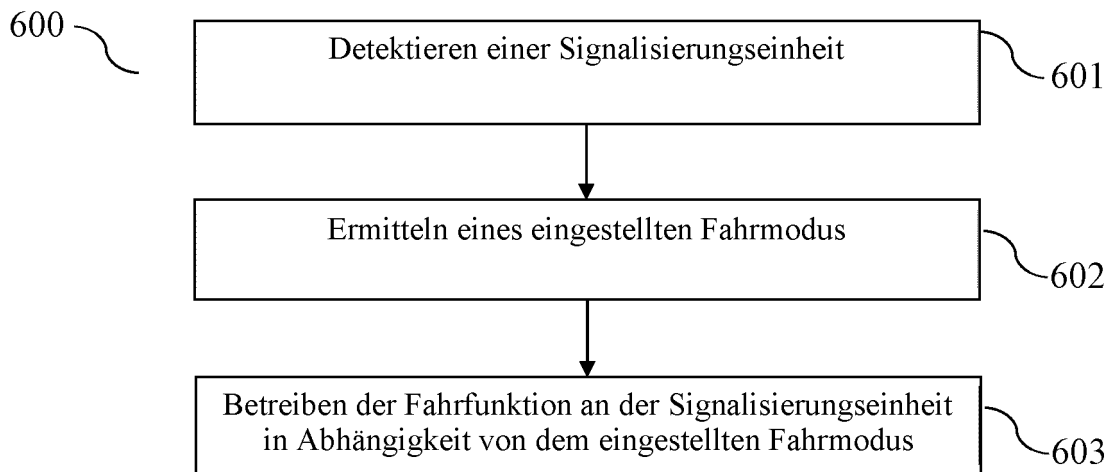 600
Detektieren einer Signalisierungseinheit
601
Ermitteln eines eingestellten Fahrmodus
602
Betreiben der Fahrfunktion an der Signalisierungseinheit
in Abhängigkeit von dem eingestellten Fahrmodus
603